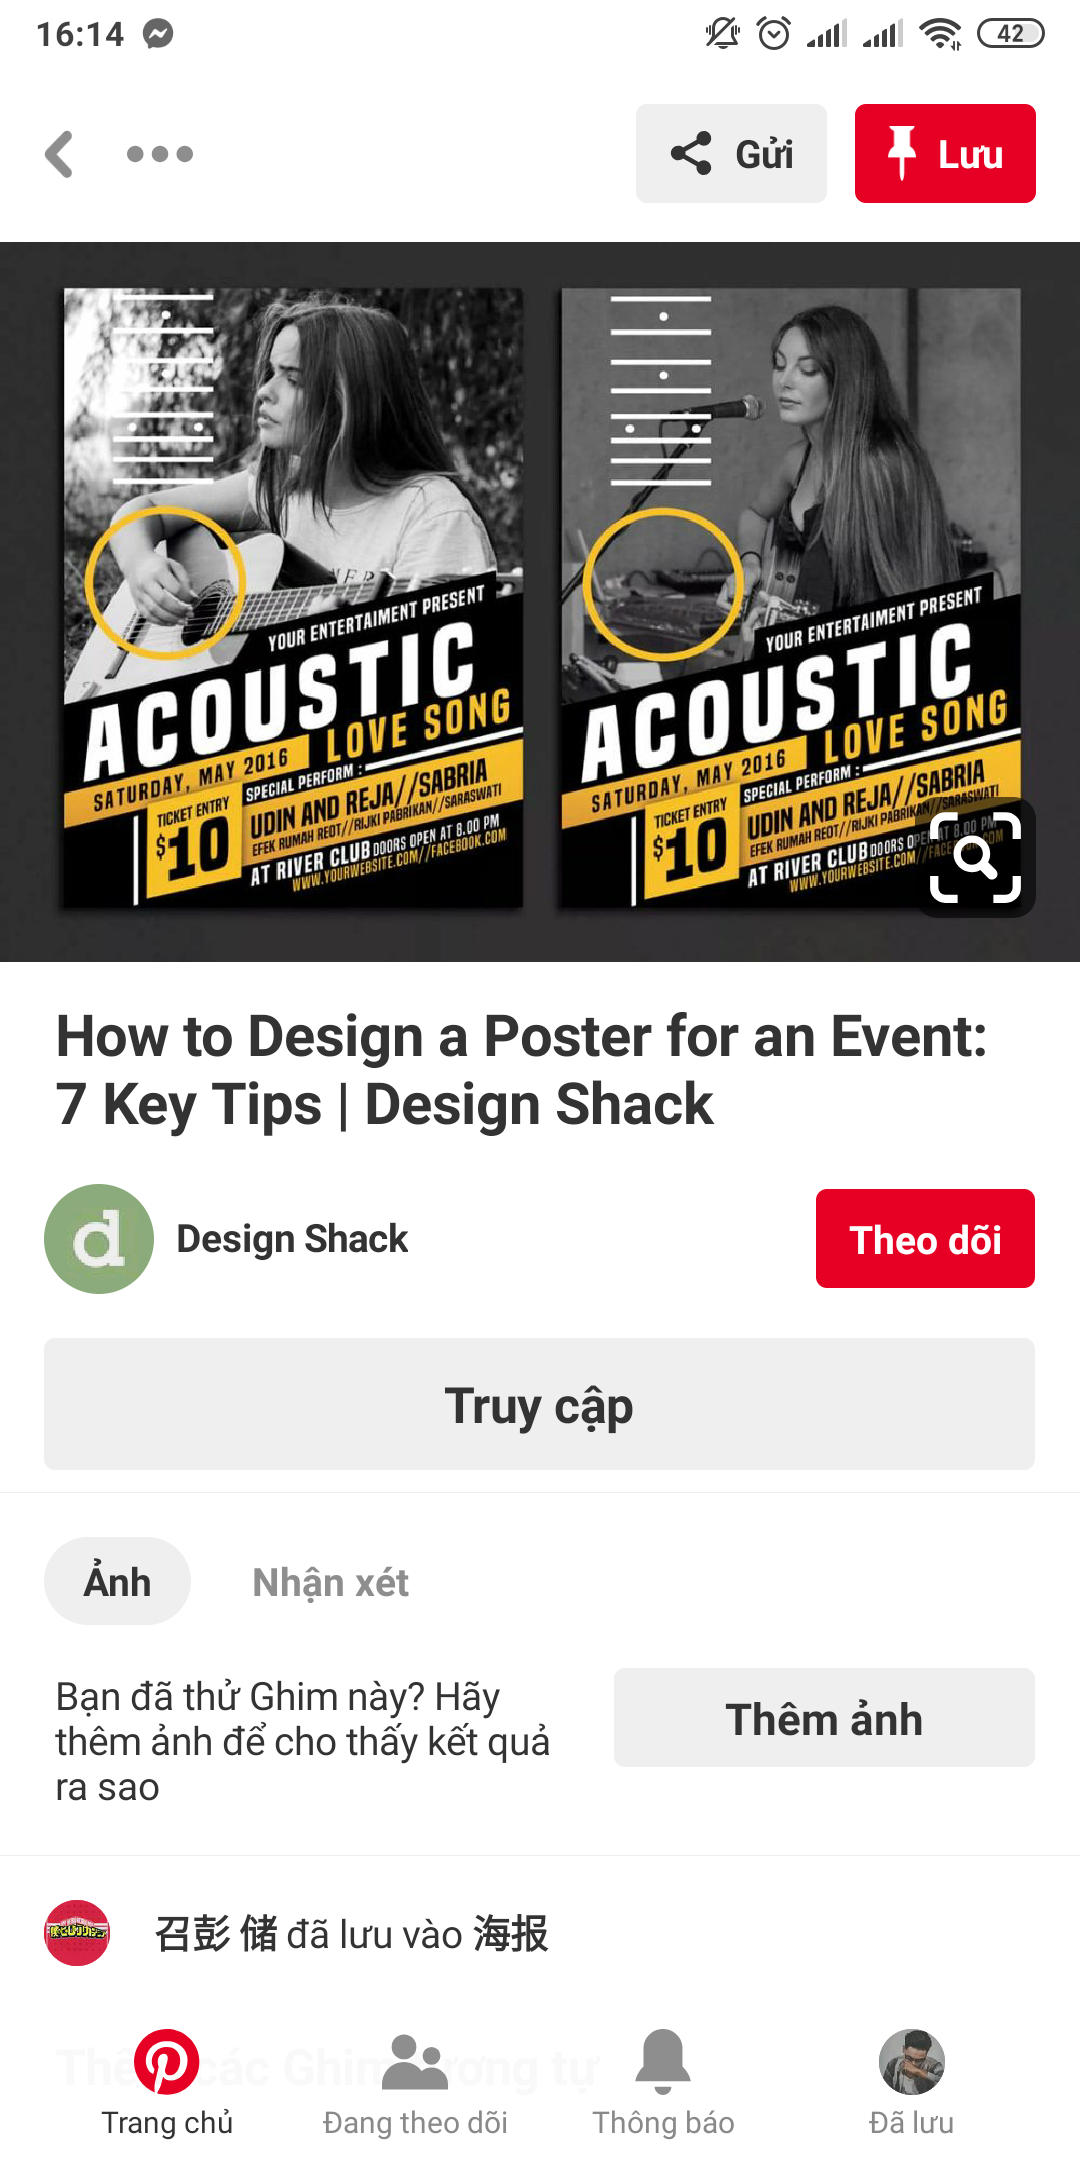 16:14
42
Gửi
Lưu
YOUR ENTERTAIMENT PRESENT
ACOUSTIC
LOVE SONG
SATURDAY, MAY 2016
SPECIAL PERFORM :
TICKET ENTRY
$10
UDIN AND REJA//SABRIA
EFEK RUMAH REOT//RIJKI PABRIKAN//SARASWATI
AT RIVER CLUB DOORS OPEN AT 8.00 PM
WWW.YOURWEBSITE.COM//FACEBOOK.COM
YOUR ENTERTAIMENT PRESENT
ACOUSTIC
LOVE SONG
SATURDAY, MAY 2016
SPECIAL PERFORM :
TICKET ENTRY
$10
UDIN AND REJA//SABRIA
EFEK RUMAH REOT//RIJKI PABRIKAN//SARASWATI
AT RIVER CLUB DOORS OPEN AT 8.00 PM
WWW.YOURWEBSITE.COM
How to Design a Poster for an Event:
7 Key Tips | Design Shack
d
Design Shack
Theo dõi
Truy cập
Ảnh
Nhận xét
Bạn đã thử Ghim này? Hãy
thêm ảnh để cho thấy kết quả
ra sao
Thêm ảnh
召彭 储 đã lưu vào 海报
các Ghim tương tự
Trang chủ
Đang theo dõi
Thông báo
Đã lưu